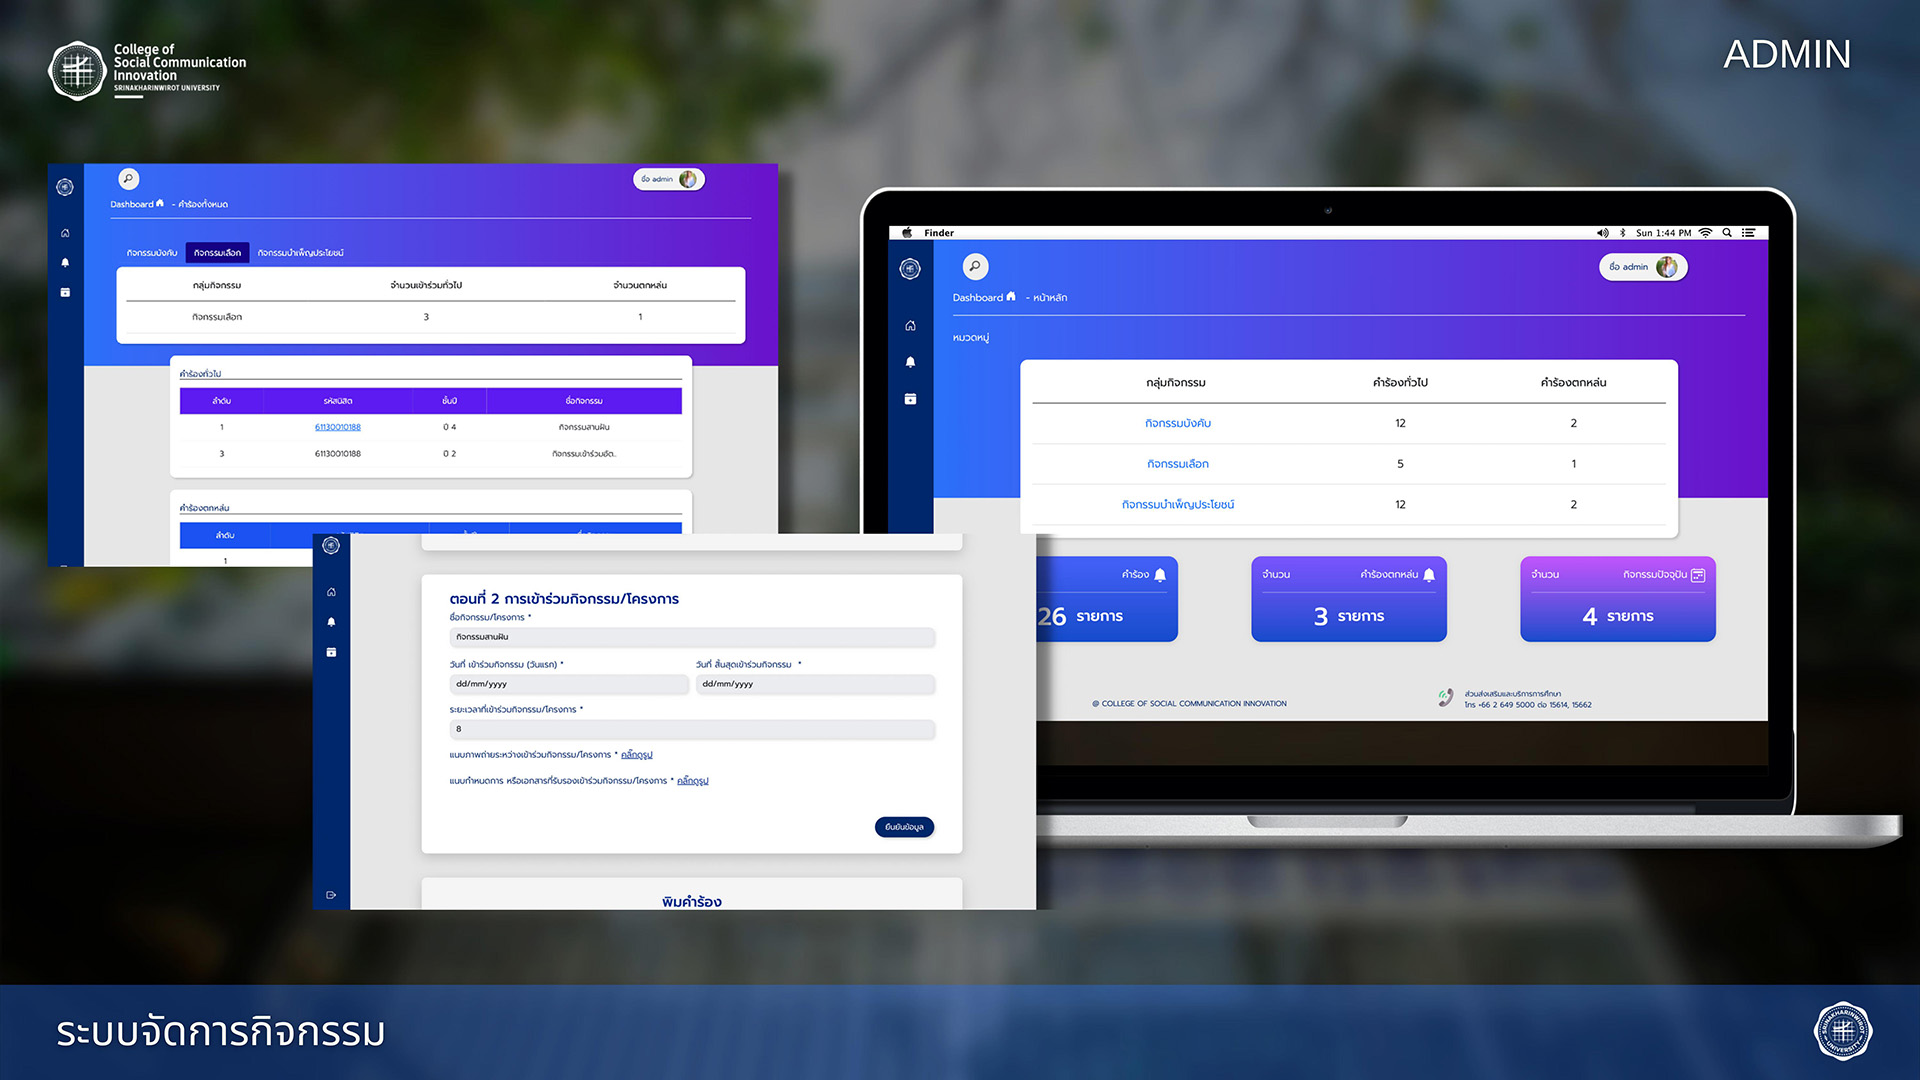 College of
Social Communication
Innovation
SRINAKHARINWIROT UNIVERSITY
ADMIN
ชื่อ admin
Dashboard - คำร้องทั้งหมด
กิจกรรมบังคับ กิจกรรมเลือก กิจกรรมบำเพ็ญประโยชน์
กลุ่มกิจกรรม จำนวนเข้าร่วมทั่วไป จำนวนตกหล่น
กิจกรรมเลือก 3 1
คำร้องทั่วไป
ลำดับ รหัสนิสิต ชั้นปี ชื่อกิจกรรม
1 61130010188 ปี 4 กิจกรรมสานฝัน
3 61130010188 ปี 2 กิจกรรมเข้าร่วมอัต..
คำร้องตกหล่น
ลำดับ
1
ตอนที่ 2 การเข้าร่วมกิจกรรม/โครงการ
ชื่อกิจกรรม/โครงการ *
กิจกรรมสานฝัน
วันที่ เข้าร่วมกิจกรรม (วันแรก) * วันที่ สิ้นสุดเข้าร่วมกิจกรรม *
dd/mm/yyyy dd/mm/yyyy
ระยะเวลาที่เข้าร่วมกิจกรรม/โครงการ *
8
แนบภาพถ่ายระหว่างเข้าร่วมกิจกรรม/โครงการ * คลิ๊กดูรูป
แนบกำหนดการ หรือเอกสารที่รับรองเข้าร่วมกิจกรรม/โครงการ * คลิ๊กดูรูป
ยืนยันข้อมูล
พิมคำร้อง
Finder Sun 1:44 PM
ชื่อ admin
Dashboard - หน้าหลัก
หมวดหมู่
กลุ่มกิจกรรม คำร้องทั่วไป คำร้องตกหล่น
กิจกรรมบังคับ 12 2
กิจกรรมเลือก 5 1
กิจกรรมบำเพ็ญประโยชน์ 12 2
คำร้อง
26 รายการ
จำนวน คำร้องตกหล่น
3 รายการ
จำนวน กิจกรรมปัจจุบัน
4 รายการ
@ COLLEGE OF SOCIAL COMMUNICATION INNOVATION
ส่วนส่งเสริมและบริการการศึกษา
โทร +66 2 649 5000 ต่อ 15614, 15662
ระบบจัดการกิจกรรม
SRINAKHARINWIROT
UNIVERSITY